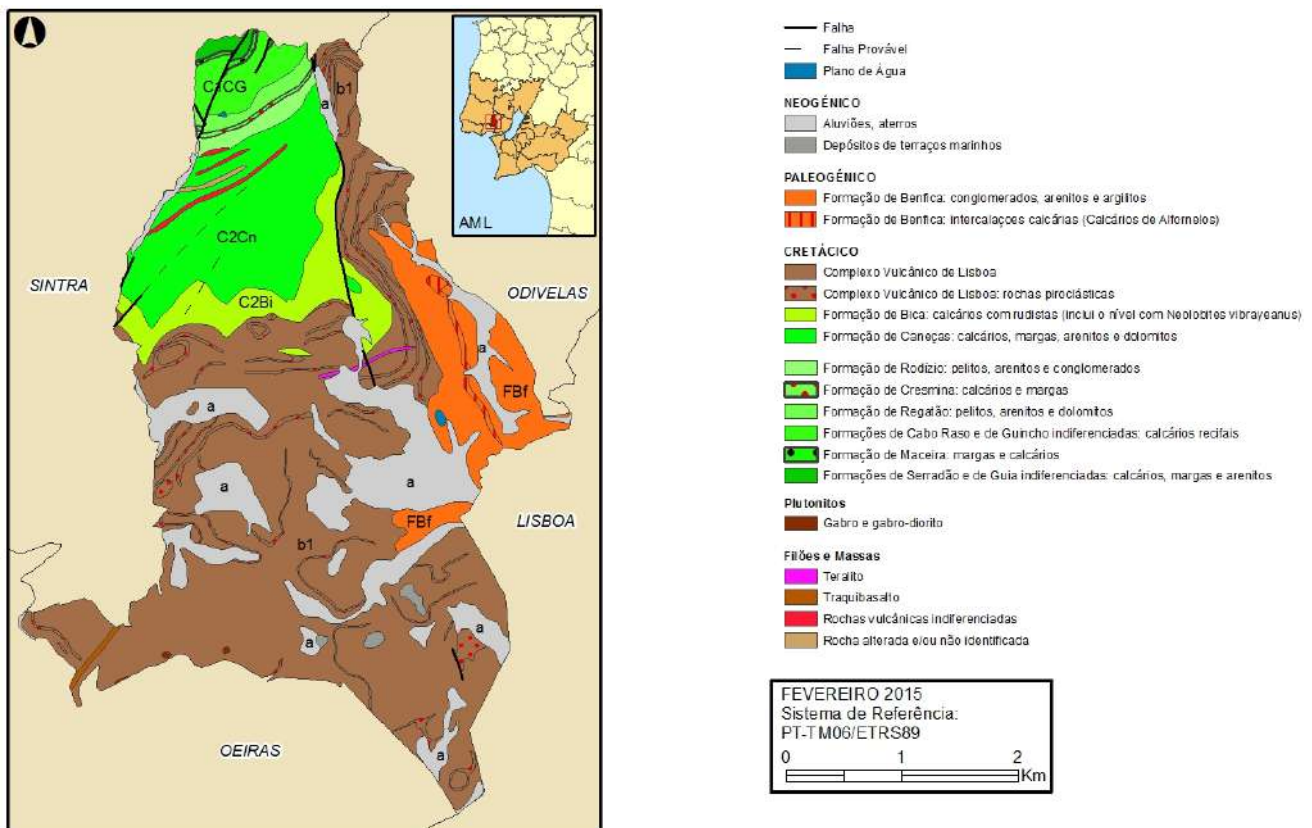 C1CG
b1
a
AML
C2Cn
SINTRA
ODIVELAS
C2Bi
a
FBf
a
a
a
FBf
LISBOA
b1
a
a
OEIRAS
a
Falha
Falha Provável
Plano de Água
NEOGÉNICO
Aluviões, aterros
Depósitos de terraços marinhos
PALEOGÉNICO
Formação de Benfica: conglomerados, arenitos e argilitos
Formação de Benfica: intercalaçoes calcárias (Calcários de Alfornelos)
CRETÁCICO
Complexo Vulcânico de Lisboa
Complexo Vulcânico de Lisboa: rochas piroclásticas
Formação de Bica: calcários com rudistas (inclui o nível com Neolobites vibrayeanus)
Formação de Caneças: calcários, margas, arenitos e dolomitos
Formação de Rodízio: pelitos, arenitos e conglomerados
Formação de Cresmina: calcários e margas
Formação de Regatão: pelitos, arenitos e dolomitos
Formações de Cabo Raso e de Guincho indiferenciadas: calcários recifais
Formação de Maceira: margas e calcários
Formações de Serradão e de Guia indiferenciadas: calcários, margas e arenitos
Plutonitos
Gabro e gabro-diorito
Filões e Massas
Teralito
Traquibasalto
Rochas vulcânicas indiferenciadas
Rocha alterada e/ou não identificada
FEVEREIRO 2015
Sistema de Referência:
PT-TM06/ETRS89
0 1 2
Km